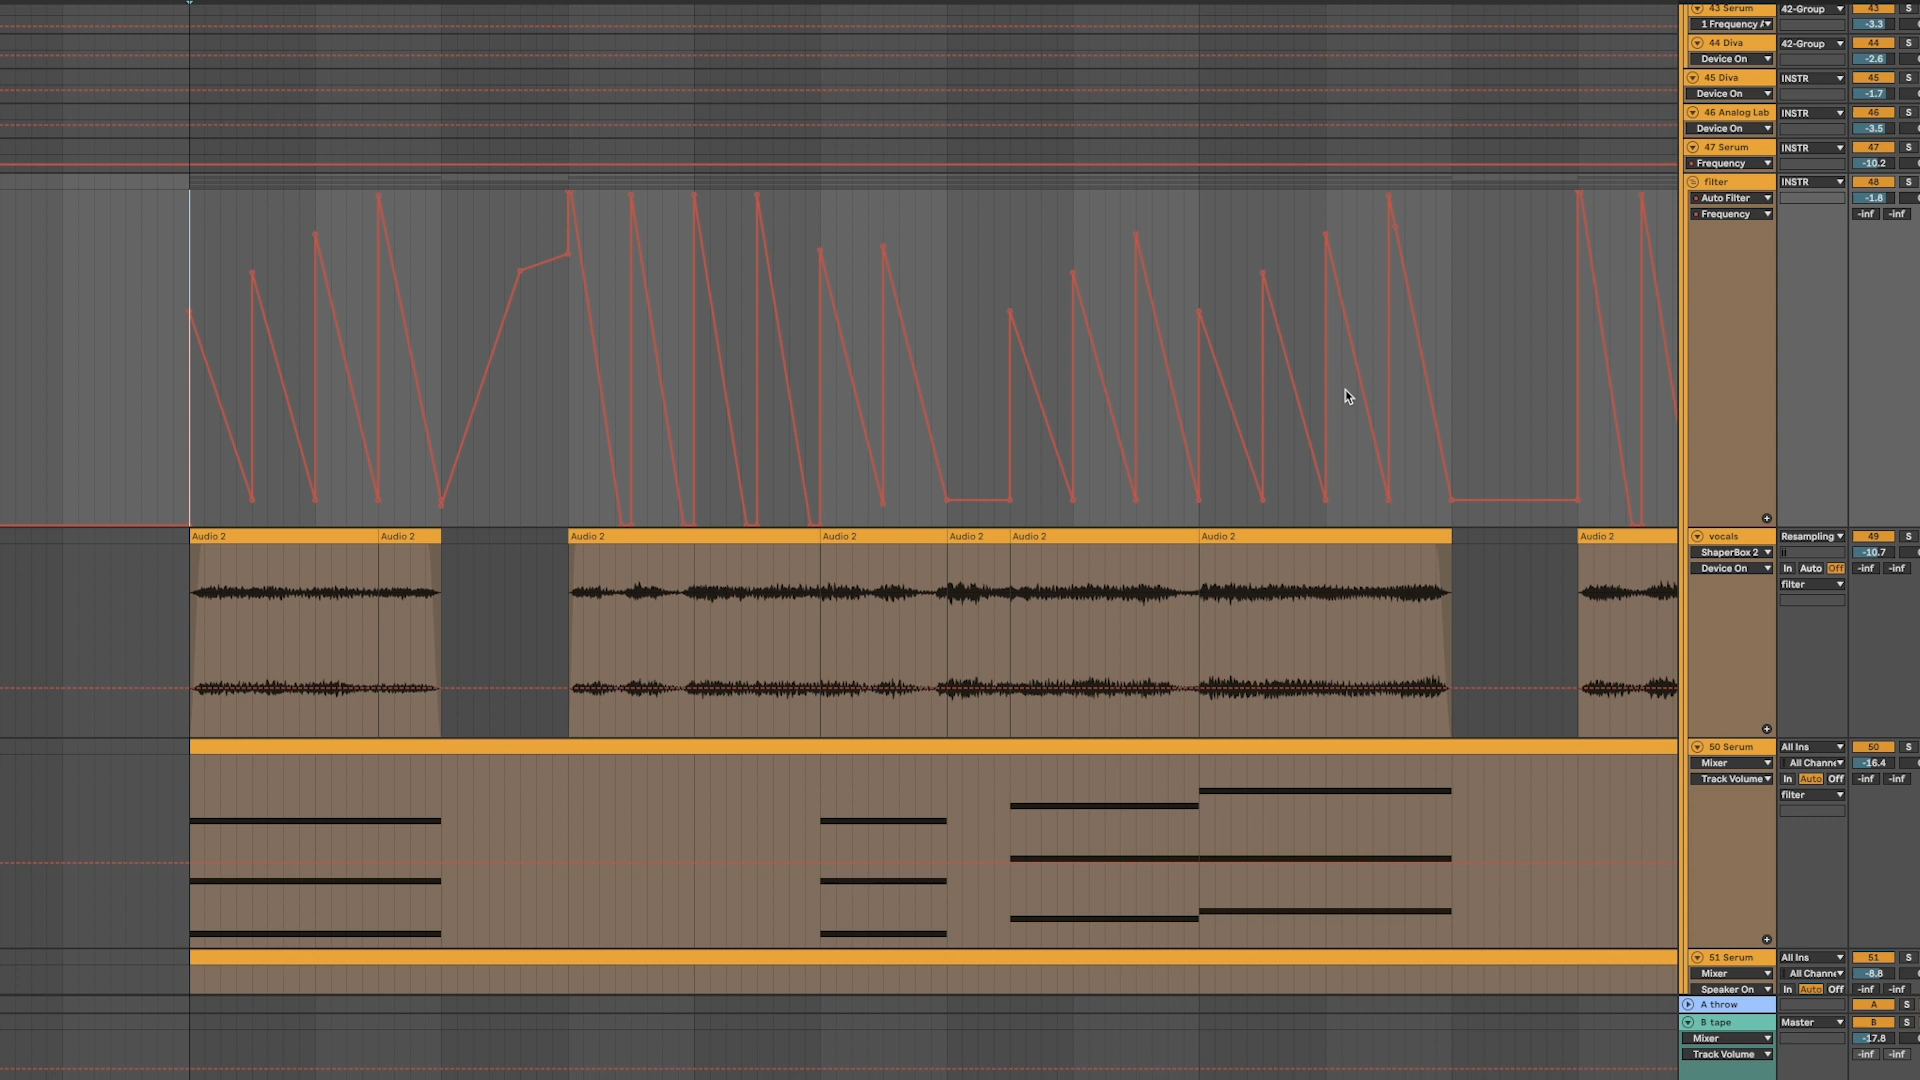 43 Serum 42-Group 43 S
1 Frequency -3.3
44 Diva 42-Group 44 S
Device On -2.6
45 Diva INSTR 45 S
Device On -1.7
46 Analog Lab INSTR 46 S
Device On -3.5
47 Serum INSTR 47 S
Frequency -10.2
filter INSTR 48 S
Auto Filter -1.8
Frequency -inf -inf
Audio 2 Audio 2 Audio 2 Audio 2 Audio 2 Audio 2 Audio 2 Audio 2 vocals Resampling 49 S
ShaperBox 2 -10.7
Device On In Auto Off -inf -inf
filter
50 Serum All Ins 50 S
Mixer All Channe -16.4
Track Volume In Auto Off -inf -inf
filter
51 Serum All Ins 51 S
Mixer All Channe -8.8
Speaker On In Auto Off -inf -inf
A throw A S
B tape Master B S
Mixer -17.8
Track Volume -inf -inf